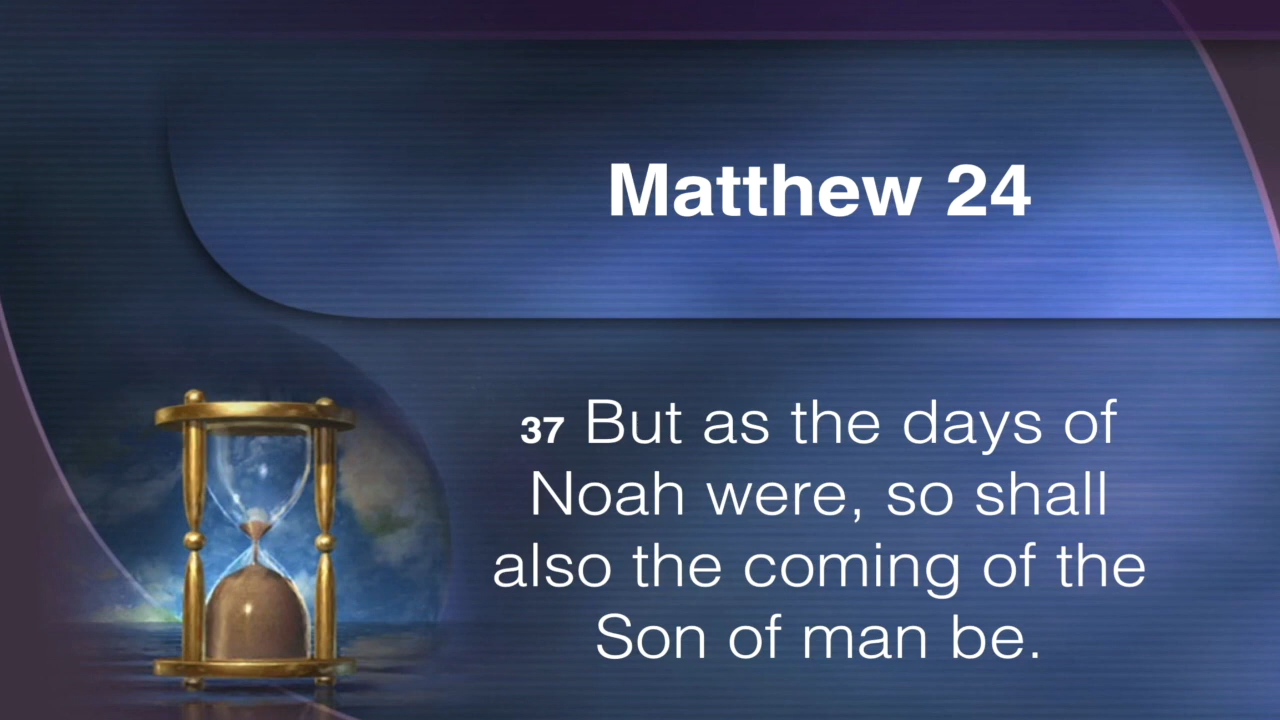 Matthew 24
37 But as the days of
Noah were, so shall
also the coming of the
Son of man be.